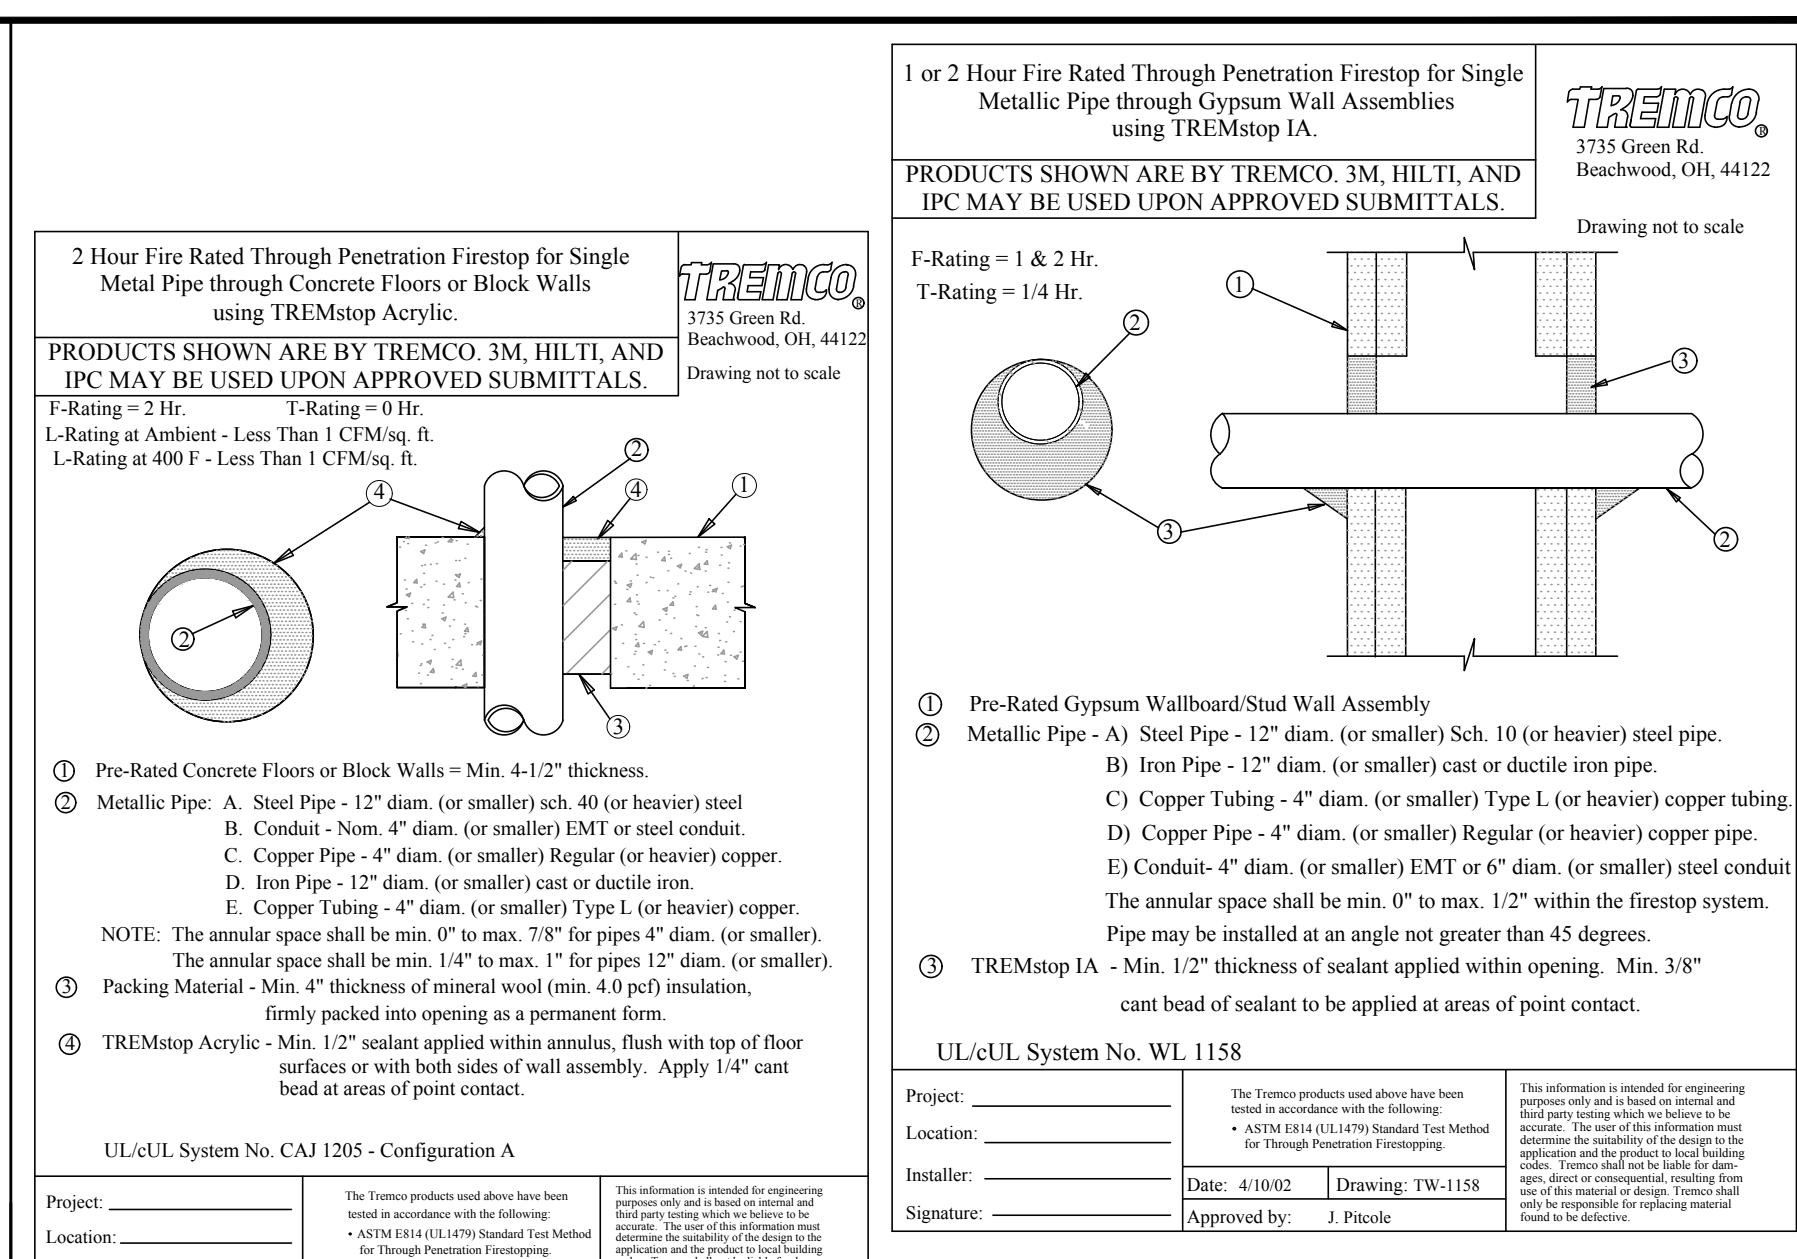 2 Hour Fire Rated Through Penetration Firestop for Single
Metal Pipe through Concrete Floors or Block Walls
using TREMstop Acrylic.
TREMCO®
3735 Green Rd.
Beachwood, OH, 44122
Drawing not to scale
PRODUCTS SHOWN ARE BY TREMCO. 3M, HILTI, AND
IPC MAY BE USED UPON APPROVED SUBMITTALS.
F-Rating = 2 Hr. T-Rating = 0 Hr.
L-Rating at Ambient - Less Than 1 CFM/sq. ft.
L-Rating at 400 F - Less Than 1 CFM/sq. ft.
2
4
4
1
2
3
1 Pre-Rated Concrete Floors or Block Walls = Min. 4-1/2" thickness.
2 Metallic Pipe: A. Steel Pipe - 12" diam. (or smaller) sch. 40 (or heavier) steel
B. Conduit - Nom. 4" diam. (or smaller) EMT or steel conduit.
C. Copper Pipe - 4" diam. (or smaller) Regular (or heavier) copper.
D. Iron Pipe - 12" diam. (or smaller) cast or ductile iron.
E. Copper Tubing - 4" diam. (or smaller) Type L (or heavier) copper.
NOTE: The annular space shall be min. 0" to max. 7/8" for pipes 4" diam. (or smaller).
The annular space shall be min. 1/4" to max. 1" for pipes 12" diam. (or smaller).
3 Packing Material - Min. 4" thickness of mineral wool (min. 4.0 pcf) insulation,
firmly packed into opening as a permanent form.
4 TREMstop Acrylic - Min. 1/2" sealant applied within annulus, flush with top of floor
surfaces or with both sides of wall assembly. Apply 1/4" cant
bead at areas of point contact.
UL/cUL System No. CAJ 1205 - Configuration A
Project:
Location:
The Tremco products used above have been
tested in accordance with the following:
• ASTM E814 (UL1479) Standard Test Method
for Through Penetration Firestopping.
This information is intended for engineering
purposes only and is based on internal and
third party testing which we believe to be
accurate. The user of this information must
determine the suitability of the design to the
application and the product to local building
1 or 2 Hour Fire Rated Through Penetration Firestop for Single
Metallic Pipe through Gypsum Wall Assemblies
using TREMstop IA.
TREMCO®
3735 Green Rd.
Beachwood, OH, 44122
Drawing not to scale
PRODUCTS SHOWN ARE BY TREMCO. 3M, HILTI, AND
IPC MAY BE USED UPON APPROVED SUBMITTALS.
F-Rating = 1 & 2 Hr.
T-Rating = 1/4 Hr.
1
2
3
3
2
1 Pre-Rated Gypsum Wallboard/Stud Wall Assembly
2 Metallic Pipe - A) Steel Pipe - 12" diam. (or smaller) Sch. 10 (or heavier) steel pipe.
B) Iron Pipe - 12" diam. (or smaller) cast or ductile iron pipe.
C) Copper Tubing - 4" diam. (or smaller) Type L (or heavier) copper tubing.
D) Copper Pipe - 4" diam. (or smaller) Regular (or heavier) copper pipe.
E) Conduit- 4" diam. (or smaller) EMT or 6" diam. (or smaller) steel conduit
The annular space shall be min. 0" to max. 1/2" within the firestop system.
Pipe may be installed at an angle not greater than 45 degrees.
3 TREMstop IA - Min. 1/2" thickness of sealant applied within opening. Min. 3/8"
cant bead of sealant to be applied at areas of point contact.
UL/cUL System No. WL 1158
Project:
Location:
Installer:
Signature:
The Tremco products used above have been
tested in accordance with the following:
• ASTM E814 (UL1479) Standard Test Method
for Through Penetration Firestopping.
Date: 4/10/02 Drawing: TW-1158
Approved by: J. Pitcole
This information is intended for engineering
purposes only and is based on internal and
third party testing which we believe to be
accurate. The user of this information must
determine the suitability of the design to the
application and the product to local building
codes. Tremco shall not be liable for dam-
ages, direct or consequential, resulting from
use of this material or design. Tremco shall
only be responsible for replacing material
found to be defective.